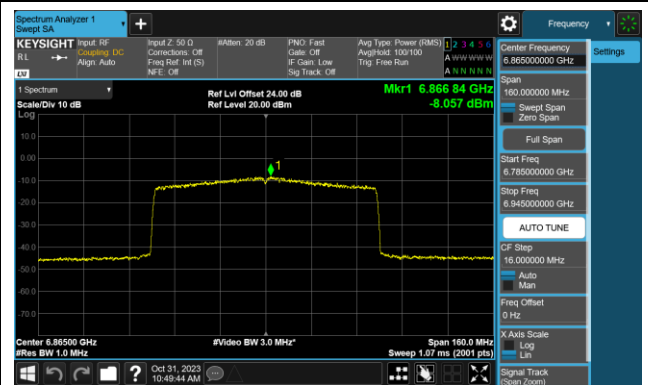 Spectrum Analyzer 1
Swept SA
Frequency
KEYSIGHT
RL
LXI
Input: RF
Coupling: DC
Align: Auto
Input Z: 50 Ω
Corrections: Off
Freq Ref: Int (S)
NFE: Off
#Atten: 20 dB
PNO: Fast
Gate: Off
IF Gain: Low
Sig Track: Off
Avg Type: Power (RMS)
Avg|Hold: 100/100
Trig: Free Run
1 2 3 4 5 6
A W W W W W
A N N N N N
1 Spectrum
Scale/Div 10 dB
Log
Ref Lvl Offset 24.00 dB
Ref Level 20.00 dBm
Mkr1 6.866 84 GHz
-8.057 dBm
10.0
0.00
-10.0
-20.0
-30.0
-40.0
-50.0
-60.0
-70.0
1
Center 6.86500 GHz
#Res BW 1.0 MHz
#Video BW 3.0 MHz*
Span 160.0 MHz
Sweep 1.07 ms (2001 pts)
Center Frequency
6.865000000 GHz
Settings
Span
160.000000 MHz
Swept Span
Zero Span
Full Span
Start Freq
6.785000000 GHz
Stop Freq
6.945000000 GHz
AUTO TUNE
CF Step
16.000000 MHz
Auto
Man
Freq Offset
0 Hz
X Axis Scale
Log
Lin
Signal Track
(Span Zoom)
?
Oct 31, 2023
10:49:44 AM